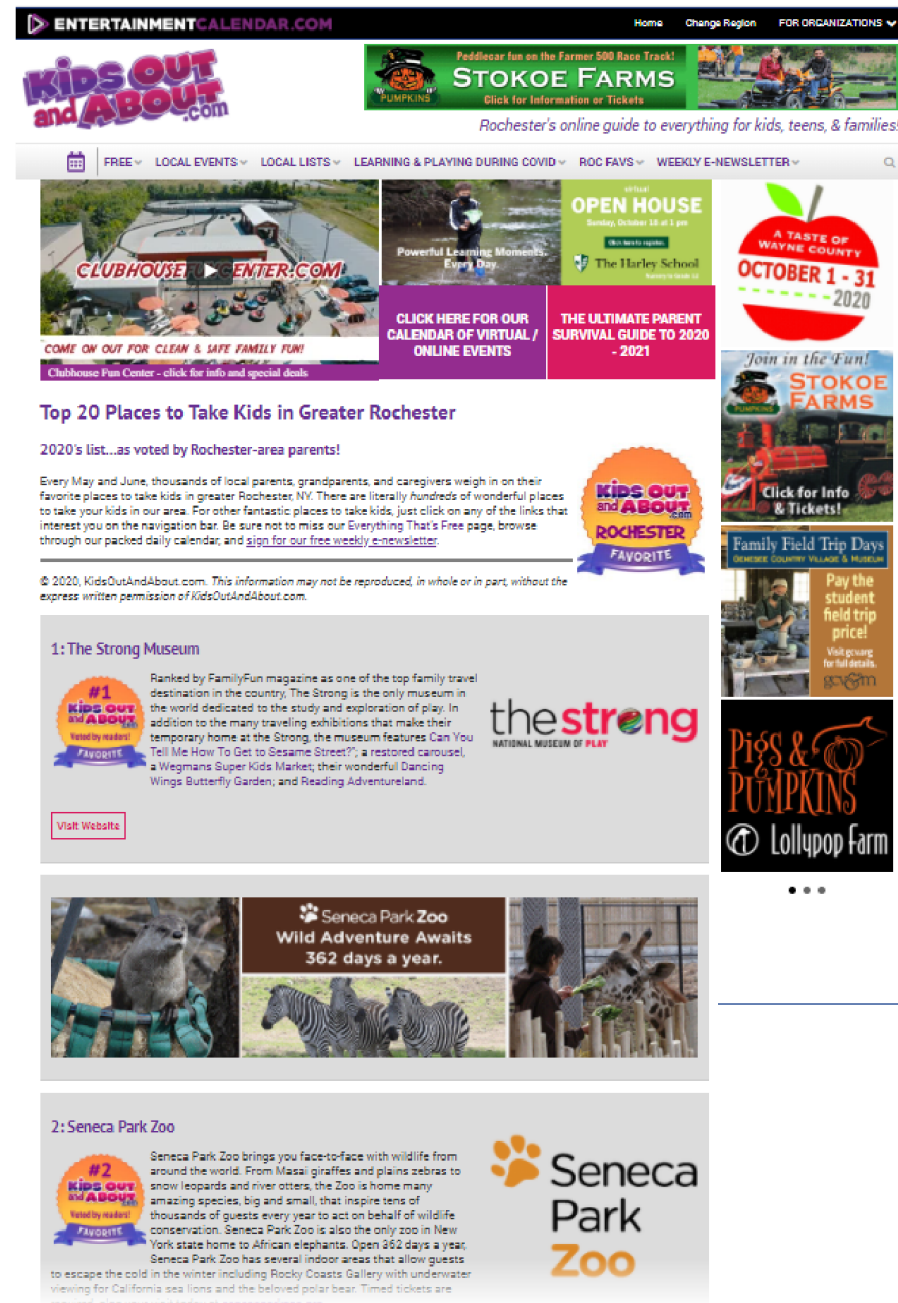 ENTERTAINMENTCALENDAR.COM
Home Change Region FOR ORGANIZATIONS
KIDS OUT
and ABOUT
.com
Peddlecar fun on the Farmer 500 Race Track!
STOKOE FARMS
Click for Information or Tickets
PUMPKINS
Rochester's online guide to everything for kids, teens, & families!
FREE LOCAL EVENTS LOCAL LISTS LEARNING & PLAYING DURING COVID ROC FAVS WEEKLY E-NEWSLETTER
CLUBHOUSEFUNCENTER.COM
COME ON OUT FOR CLEAN & SAFE FAMILY FUN!
Clubhouse Fun Center - click for info and special deals
Powerful Learning Moments.
Every Day.
virtual
OPEN HOUSE
Sunday, October 18 at 1 pm
Click here to register.
The Harley School
CLICK HERE FOR OUR
CALENDAR OF VIRTUAL /
ONLINE EVENTS
THE ULTIMATE PARENT
SURVIVAL GUIDE TO 2020
- 2021
A TASTE OF
WAYNE COUNTY
OCTOBER 1 - 31
2020
Join in the Fun!
STOKOE
FARMS
PUMPKINS
Click for Info
& Tickets!
Family Field Trip Days
GENESEE COUNTRY VILLAGE & MUSEUM
Pay the
student
field trip
price!
Visit gcv.org
for full details.
gcv&m
PIGS &
PUMPKINS
Lollypop Farm
Top 20 Places to Take Kids in Greater Rochester
2020's list...as voted by Rochester-area parents!
Every May and June, thousands of local parents, grandparents, and caregivers weigh in on their
favorite places to take kids in greater Rochester, NY. There are literally hundreds of wonderful places
to take your kids in our area. For other fantastic places to take kids, just click on any of the links that
interest you on the navigation bar. Be sure not to miss our Everything That's Free page, browse
through our packed daily calendar, and sign for our free weekly e-newsletter.
KIDS OUT
and ABOUT
.com
ROCHESTER
FAVORITE
© 2020, KidsOutAndAbout.com. This information may not be reproduced, in whole or in part, without the
express written permission of KidsOutAndAbout.com.
1: The Strong Museum
#1
KIDS OUT
and ABOUT
.com
Voted by readers!
FAVORITE
Ranked by FamilyFun magazine as one of the top family travel
destination in the country, The Strong is the only museum in
the world dedicated to the study and exploration of play. In
addition to the many traveling exhibitions that make their
temporary home at the Strong, the museum features Can You
Tell Me How To Get to Sesame Street?"; a restored carousel,
a Wegmans Super Kids Market; their wonderful Dancing
Wings Butterfly Garden; and Reading Adventureland.
thestrong
NATIONAL MUSEUM OF PLAY
Visit Website
Seneca Park Zoo
Wild Adventure Awaits
362 days a year.
2: Seneca Park Zoo
#2
KIDS OUT
and ABOUT
.com
Voted by readers!
FAVORITE
Seneca Park Zoo brings you face-to-face with wildlife from
around the world. From Masai giraffes and plains zebras to
snow leopards and river otters, the Zoo is home many
amazing species, big and small, that inspire tens of
thousands of guests every year to act on behalf of wildlife
conservation. Seneca Park Zoo is also the only zoo in New
York state home to African elephants. Open 362 days a year,
Seneca Park Zoo has several indoor areas that allow guests
to escape the cold in the winter including Rocky Coasts Gallery with underwater
viewing for California sea lions and the beloved polar bear. Timed tickets are
Seneca
Park
Zoo